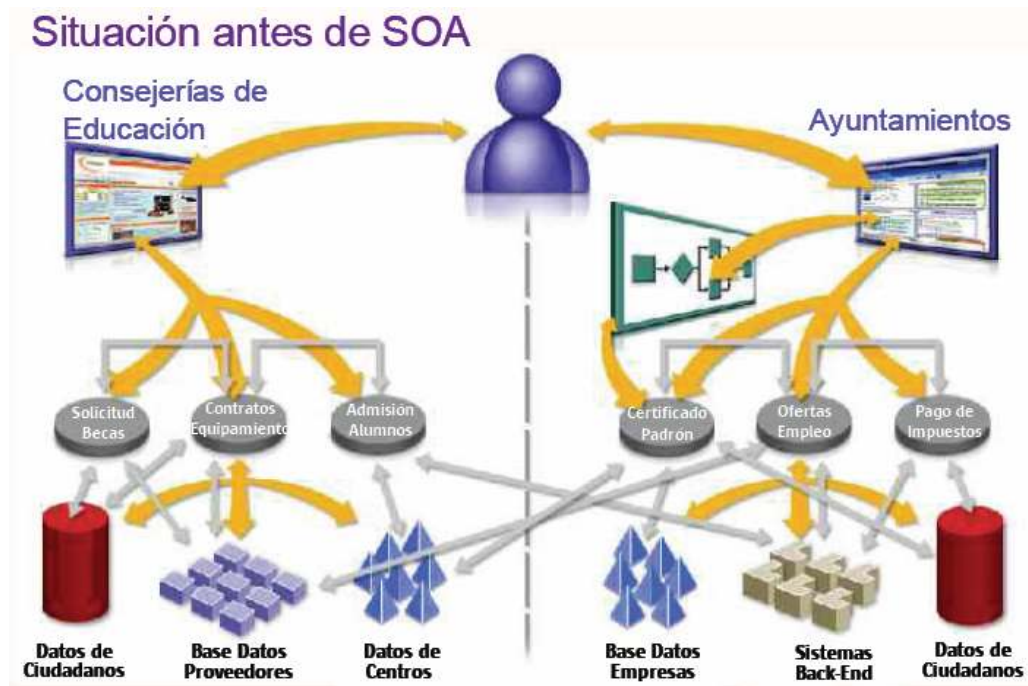 Situación antes de SOA
Consejerías de
Educación
Ayuntamientos
Solicitud
Becas
Contratos
Equipamiento
Admisión
Alumnos
Certificado
Padrón
Ofertas
Empleo
Pago de
Impuestos
Datos de
Ciudadanos
Base Datos
Proveedores
Datos de
Centros
Base Datos
Empresas
Sistemas
Back-End
Datos de
Ciudadanos